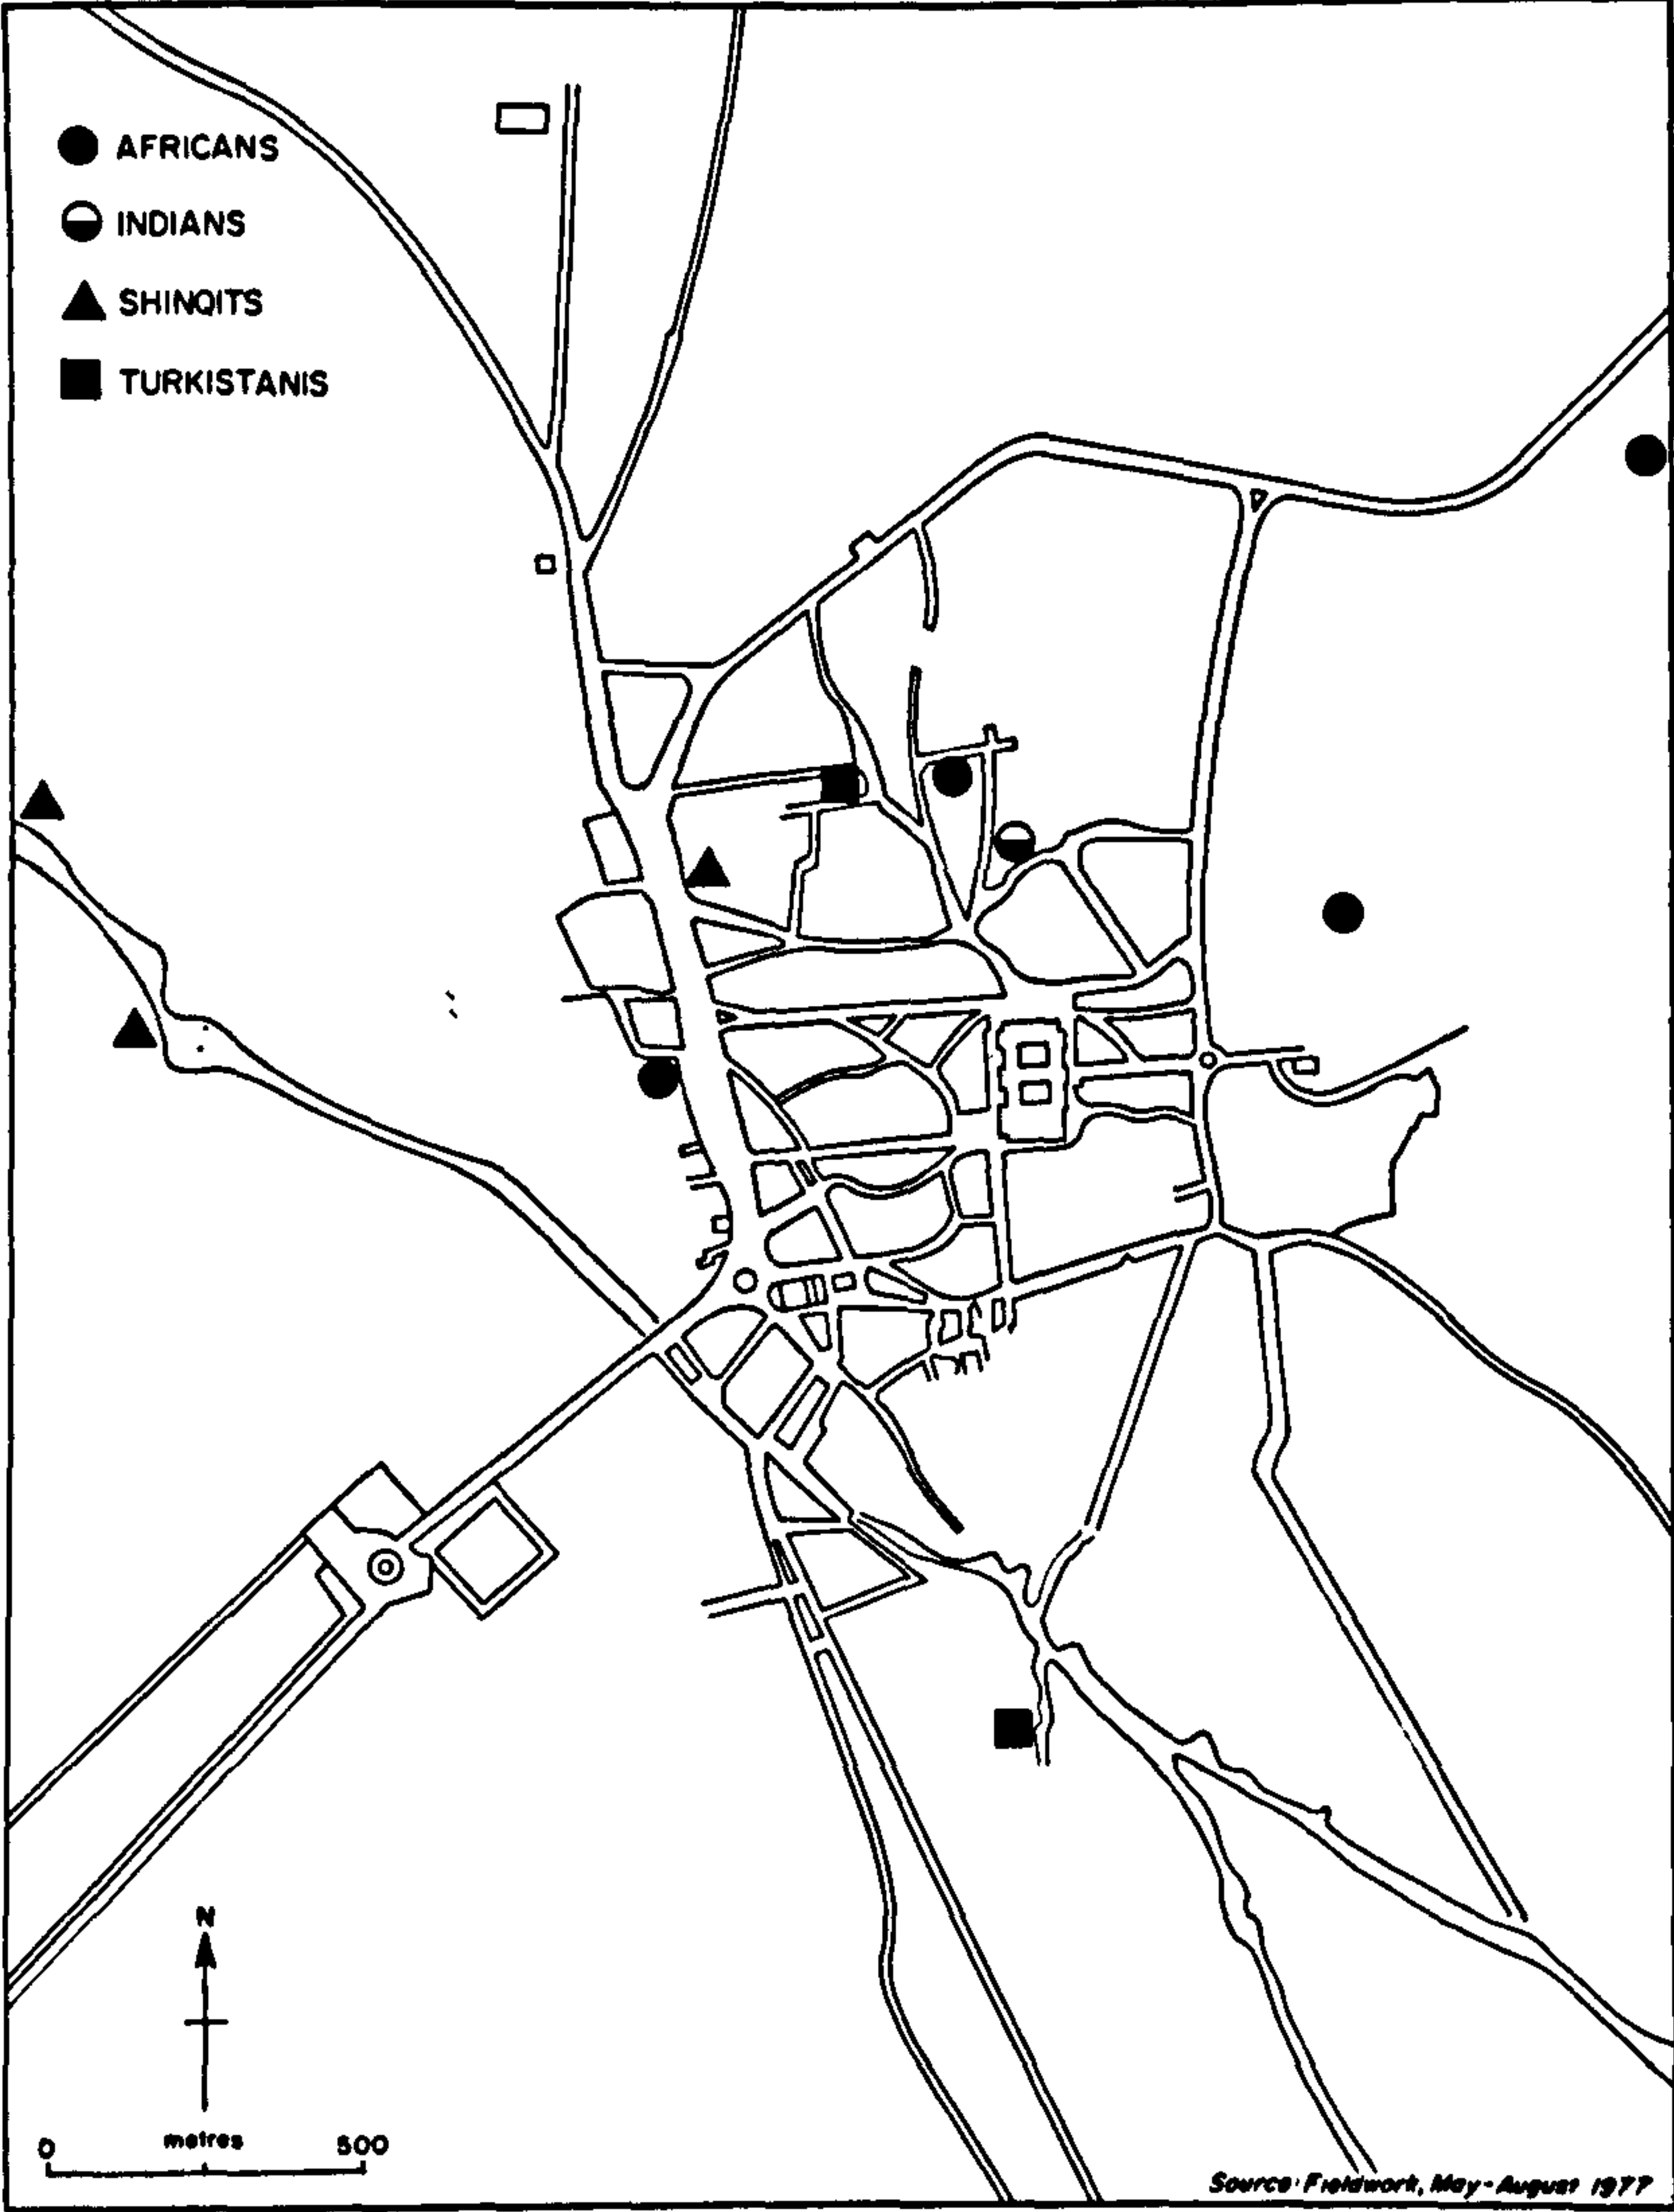 AFRICANS
INDIANS
SHINQITS
TURKISTANIS
N
0 metres 500
Source: Fieldwork, May-August 1977